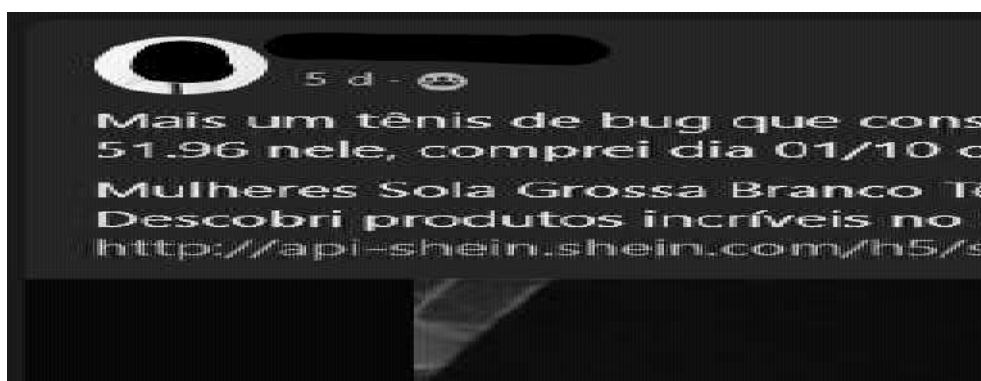 5 d ·
Mais um tênis de bug que
51.96 nele, comprei dia 01/10
Mulheres Sola Grossa Branco
Descobri produtos incríveis no
http://api-shein.shein.com/h5/s